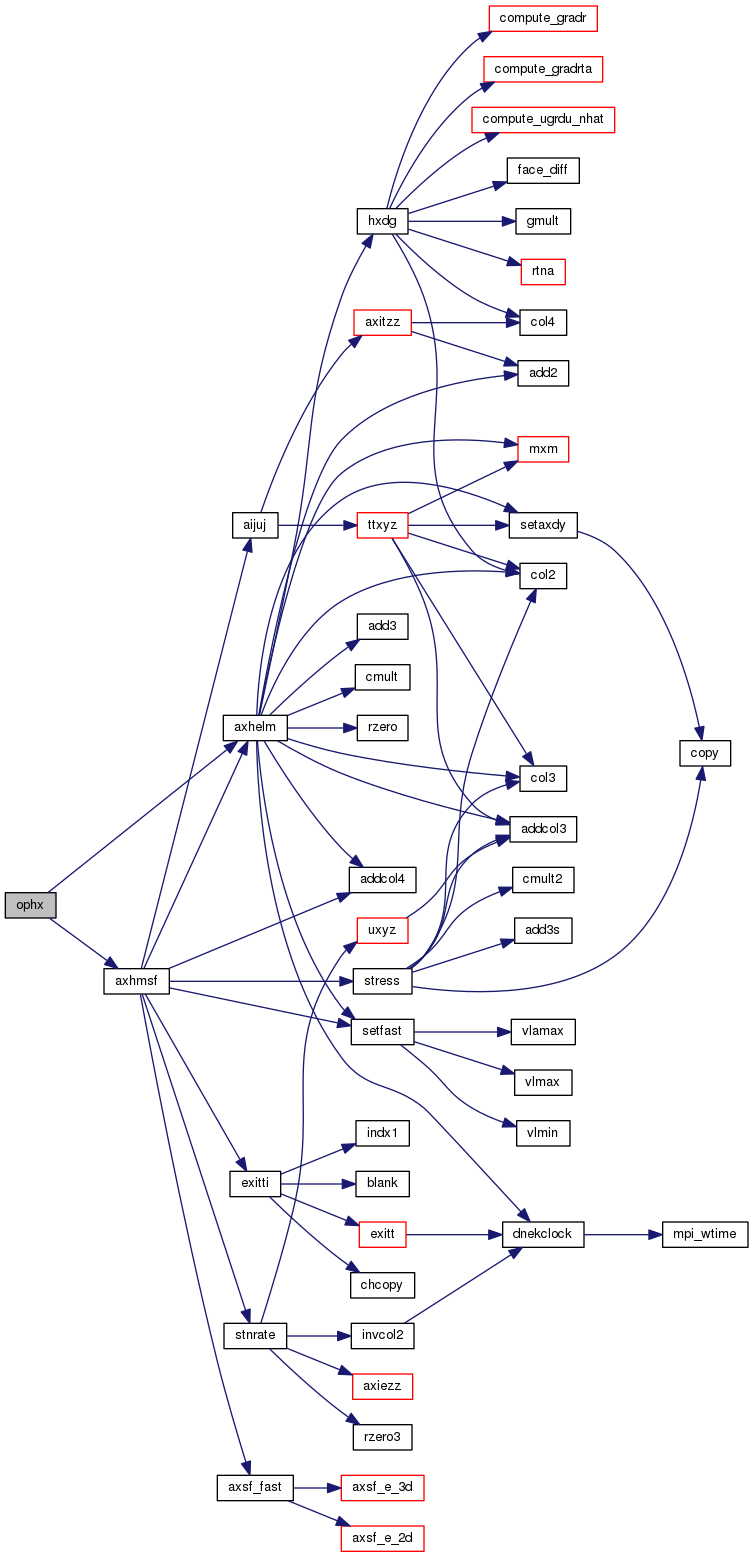 compute_gradr
compute_gradrta
compute_ugrdu_nhat
face_diff
hxdg
gmult
rtna
axitzz
col4
add2
mxm
aijuj
ttxyz
setaxdy
col2
add3
cmult
axhelm
rzero
copy
col3
addcol3
addcol4
cmult2
ophx
uxyz
add3s
axhmsf
stress
setfast
vlamax
vlmax
indx1
vlmin
exitti
blank
exitt
dnekclock
mpi_wtime
chcopy
stnrate
invcol2
axiezz
rzero3
axsf_fast
axsf_e_3d
axsf_e_2d